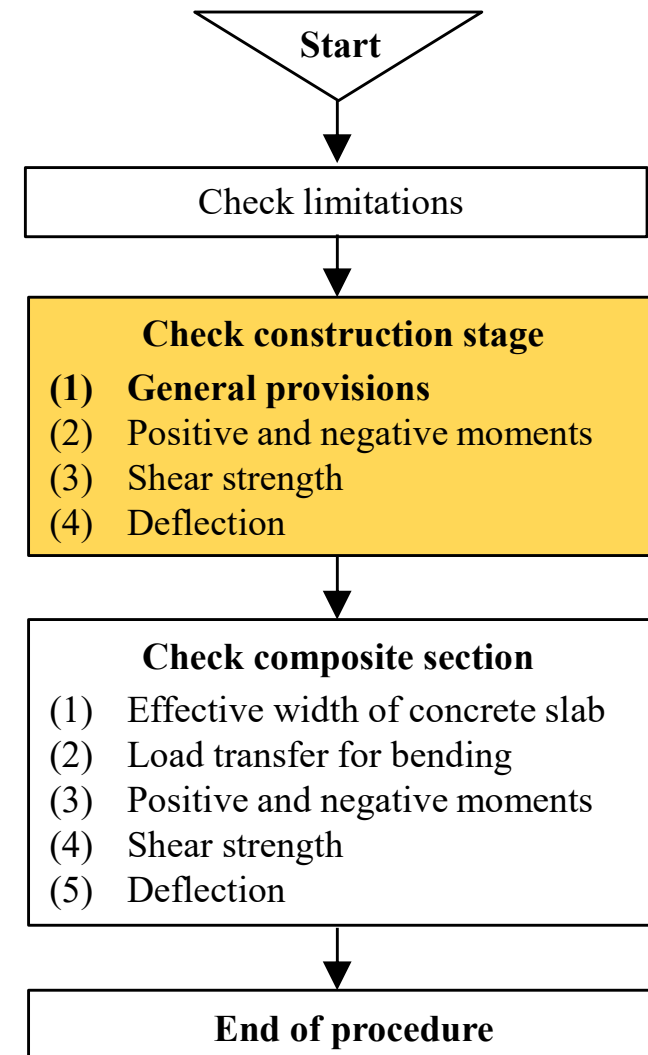 Start
Check limitations
Check construction stage
(1) General provisions
(2) Positive and negative moments
(3) Shear strength
(4) Deflection
Check composite section
(1) Effective width of concrete slab
(2) Load transfer for bending
(3) Positive and negative moments
(4) Shear strength
(5) Deflection
End of procedure